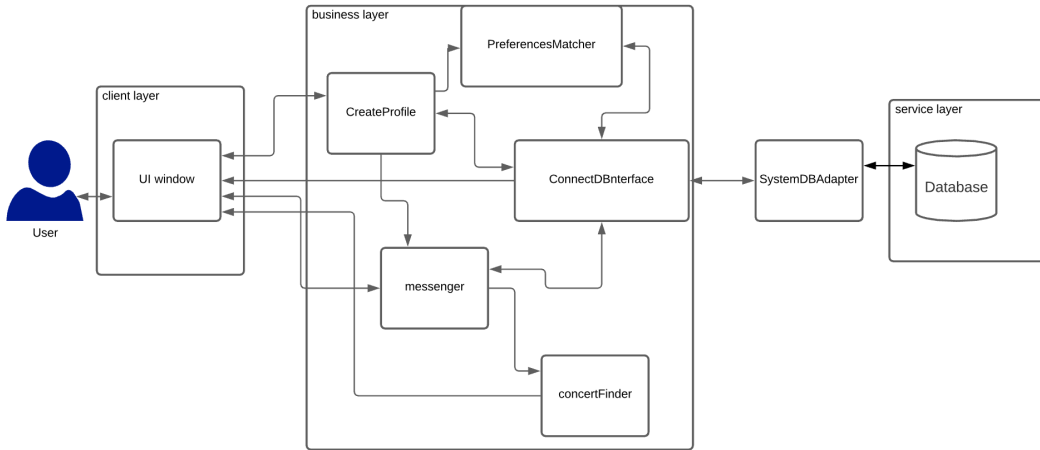 business layer
PreferencesMatcher
client layer
CreateProfile
service layer
UI window
ConnectDBnterface
SystemDBAdapter
Database
User
messenger
concertFinder